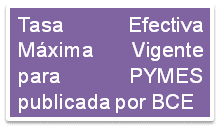 Tasa Efectiva
Máxima Vigente
para PYMES
publicada por BCE